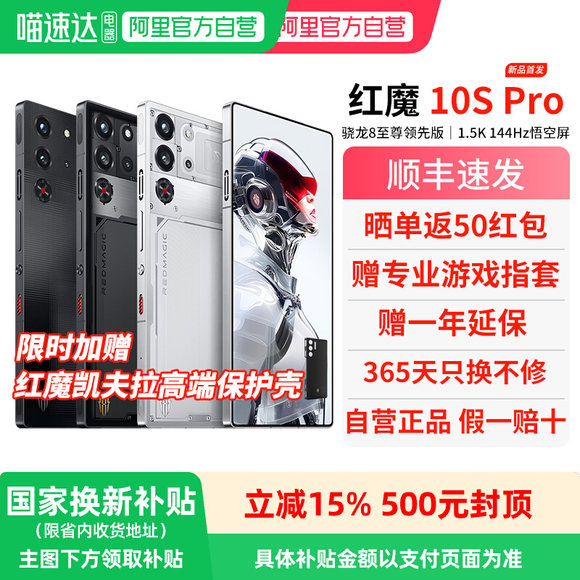 喵速达电器
阿里官方自营
阿里官方自营
新品首发
红魔 10S Pro
骁龙8至尊领先版｜1.5K 144Hz悟空屏
顺丰速发
晒单返50红包
赠专业游戏指套
赠一年延保
365天只换不修
自营正品 假一赔十
REDMAGIC
REDMAGIC
限时加赠
红魔凯夫拉高端保护壳
国家换新补贴
(限省内收货地址)
主图下方领取补贴
立减15% 500元封顶
具体补贴金额以支付页面为准